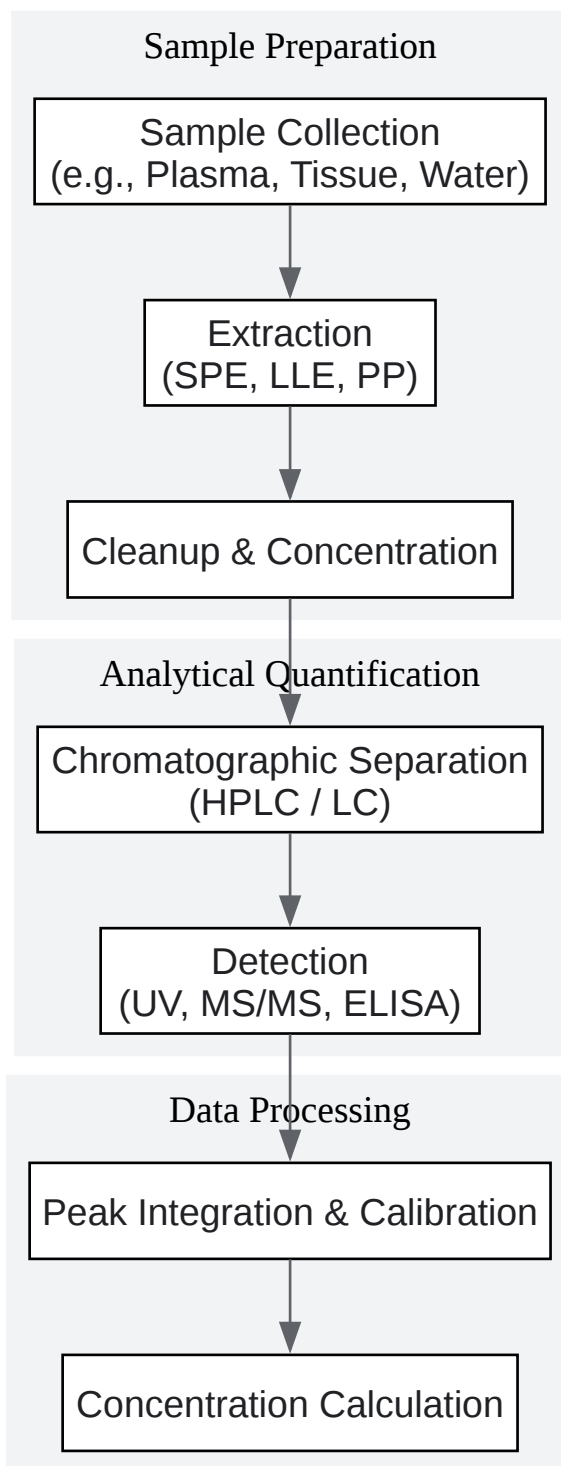 Sample Preparation
Sample Collection
(e.g., Plasma, Tissue, Water)
Extraction
(SPE, LLE, PP)
Cleanup & Concentration
Analytical Quantification
Chromatographic Separation
(HPLC / LC)
Detection
(UV, MS/MS, ELISA)
Data Processing
Peak Integration & Calibration
Concentration Calculation